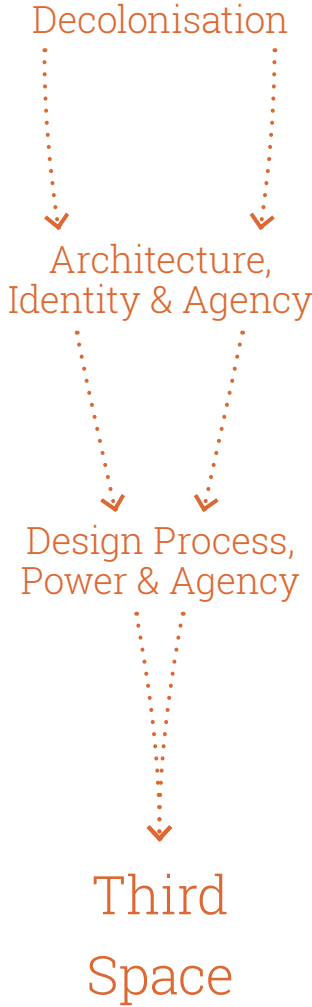 Decolonisation
Architecture,
Identity & Agency
Design Process,
Power & Agency
Third
Space